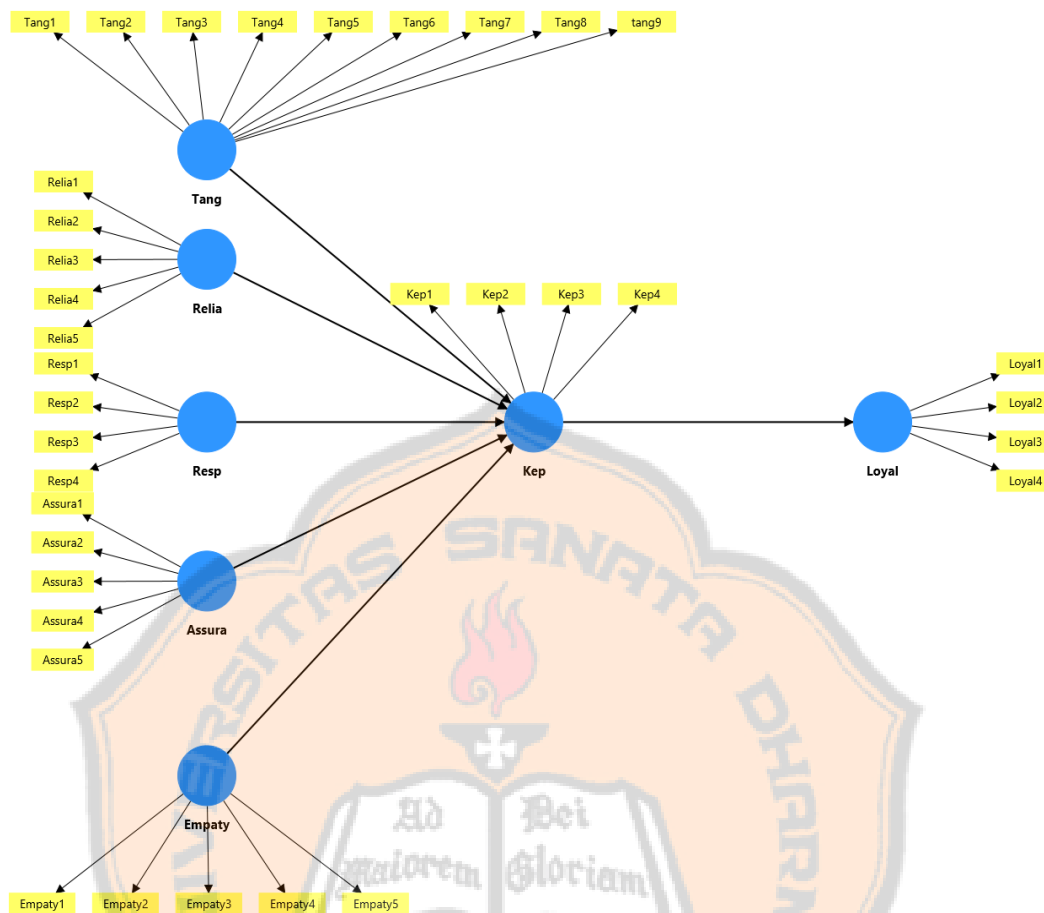 Tang1 Tang2 Tang3 Tang4 Tang5 Tang6 Tang7 Tang8 tang9
Tang
Relia1
Relia2
Relia3
Relia4
Relia5
Relia
Kep1 Kep2 Kep3 Kep4
Resp1
Resp2
Resp3
Resp4
Resp
Kep
Loyal1
Loyal2
Loyal3
Loyal4
Loyal
Assura1
Assura2
Assura3
Assura4
Assura5
Assura
Empaty
Empaty1 Empaty2 Empaty3 Empaty4 Empaty5
IVERSITAS SANATA DHARM
Ad Dei
Maiorem Gloriam